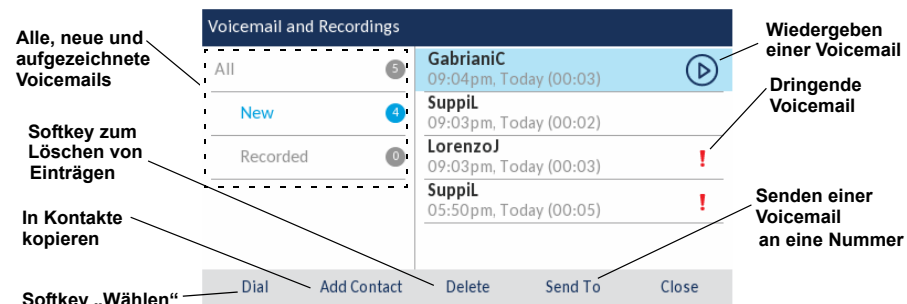 Voicemail and Recordings
Alle, neue und
aufgezeichnete
Voicemails
Softkey zum
Löschen von
Einträgen
In Kontakte
kopieren
Softkey „Wählen“
All 5
New 4
Recorded 0
GabrianiC
09:04pm, Today (00:03)
SuppiL
09:03pm, Today (00:02)
LorenzoJ
09:03pm, Today (00:03) !
SuppiL
05:50pm, Today (00:05) !
Wiedergeben
einer Voicemail
Dringende
Voicemail
Senden einer
Voicemail
an eine Nummer
Dial Add Contact Delete Send To Close